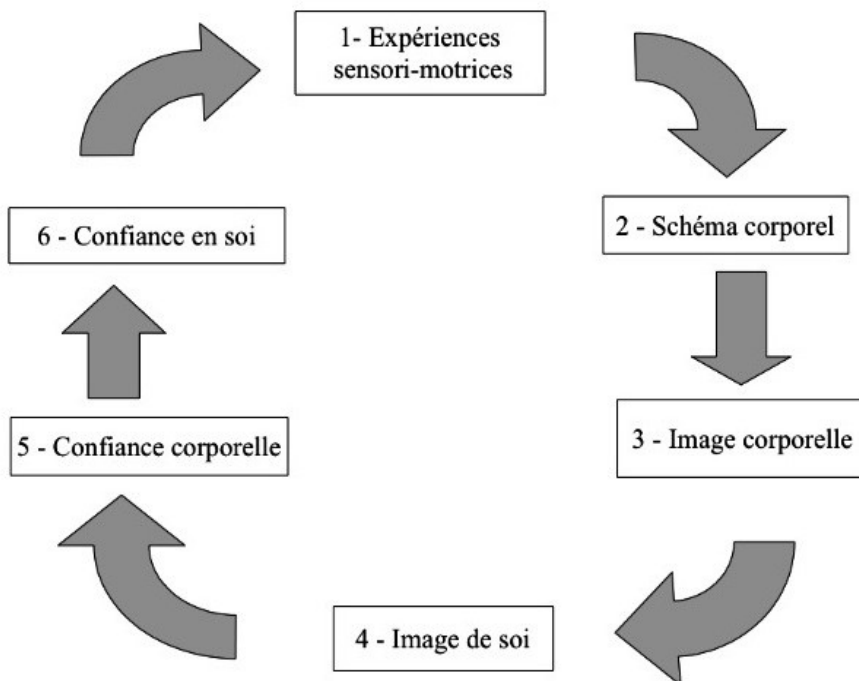 1- Expériences
sensori-motrices
2 - Schéma corporel
3 - Image corporelle
4 - Image de soi
5 - Confiance corporelle
6 - Confiance en soi